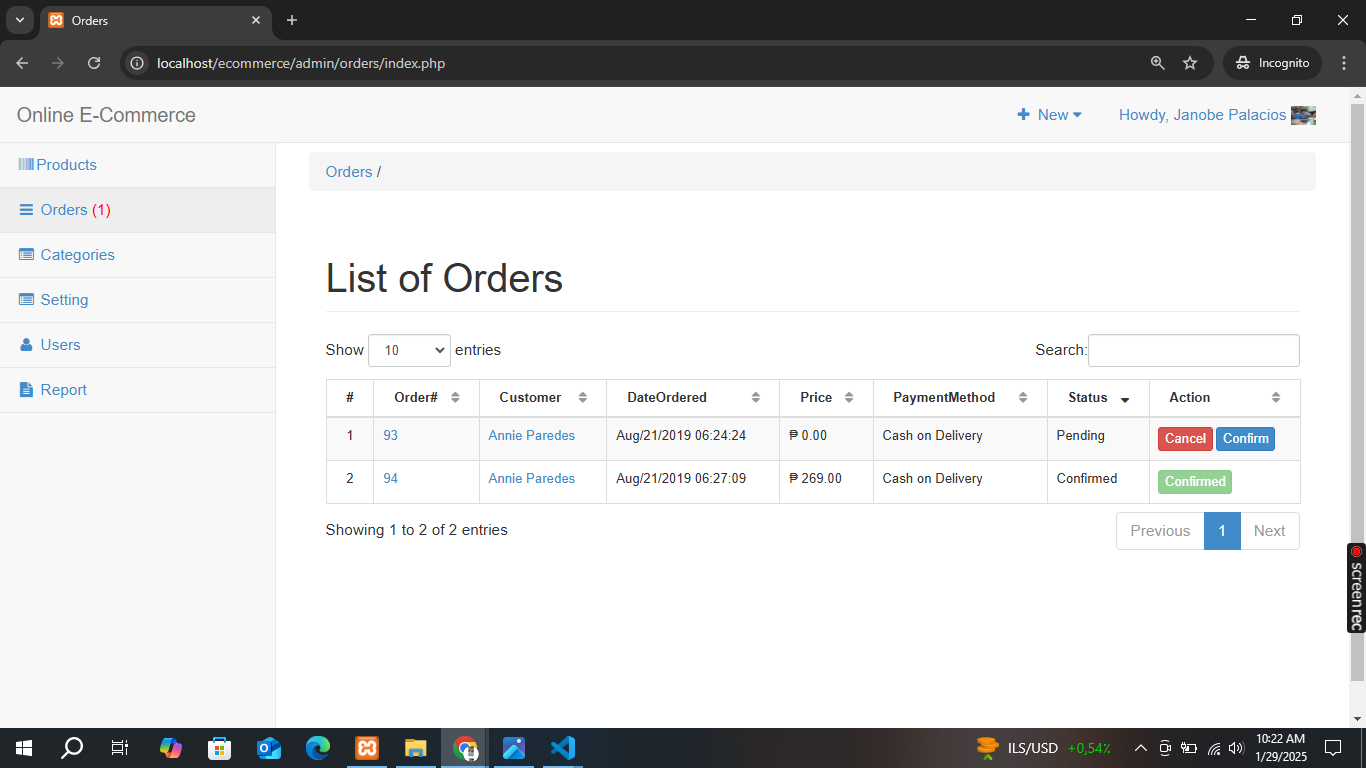 Orders
localhost/ecommerce/admin/orders/index.php
Incognito
Online E-Commerce
New
Howdy, Janobe Palacios
Products
Orders (1)
Categories
Setting
Users
Report
Orders /
List of Orders
Show 10 entries
Search:
# Order# Customer DateOrdered Price PaymentMethod Status Action
1 93 Annie Paredes Aug/21/2019 06:24:24 ₱ 0.00 Cash on Delivery Pending Cancel Confirm
2 94 Annie Paredes Aug/21/2019 06:27:09 ₱ 269.00 Cash on Delivery Confirmed Confirmed
Showing 1 to 2 of 2 entries
Previous 1 Next
screenrec
ILS/USD +0,54%
10:22 AM
1/29/2025